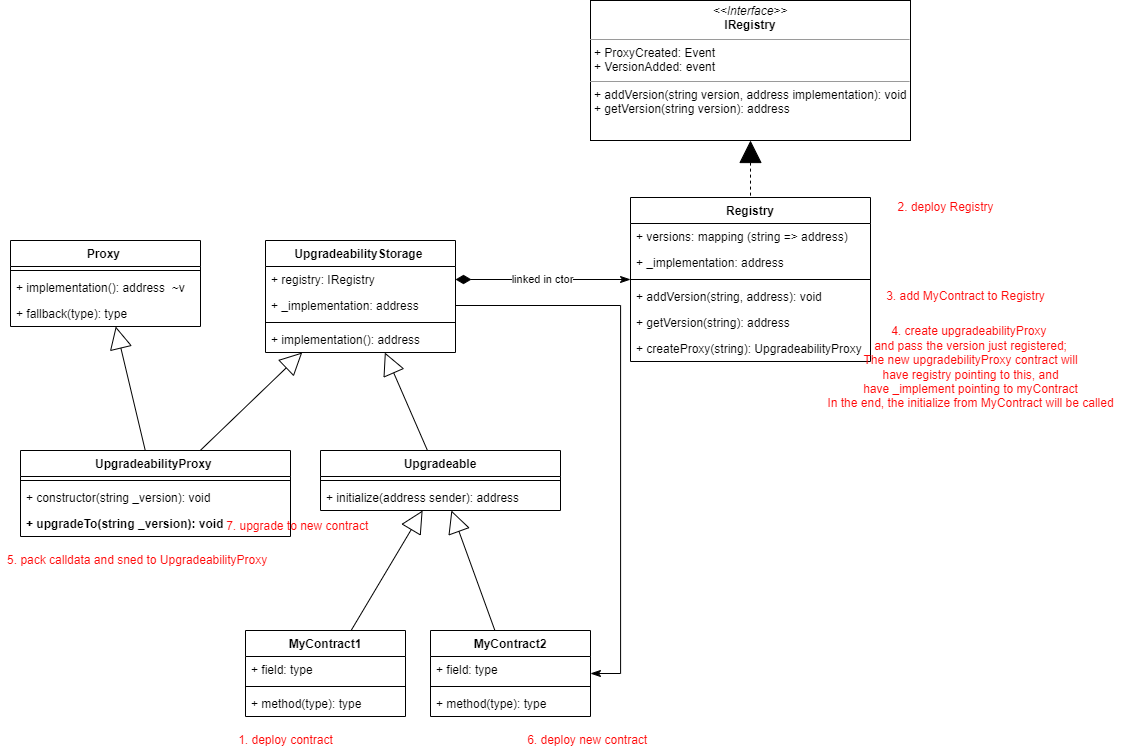 <<Interface>>
IRegistry
+ ProxyCreated: Event
+ VersionAdded: event
+ addVersion(string version, address implementation): void
+ getVersion(string version): address
Registry
+ versions: mapping (string => address)
+ _implementation: address
+ addVersion(string, address): void
+ getVersion(string): address
+ createProxy(string): UpgradeabilityProxy
2. deploy Registry
3. add MyContract to Registry
4. create upgradeabilityProxy
and pass the version just registered;
The new upgradebilityProxy contract will
have registry pointing to this, and
have _implement pointing to myContract
In the end, the initialize from MyContract will be called
Proxy
+ implementation(): address ~v
+ fallback(type): type
UpgradeabilityStorage
+ registry: IRegistry
+ _implementation: address
+ implementation(): address
linked in ctor
UpgradeabilityProxy
+ constructor(string _version): void
+ upgradeTo(string _version): void
7. upgrade to new contract
5. pack calldata and sned to UpgradeabilityProxy
Upgradeable
+ initialize(address sender): address
MyContract1
+ field: type
+ method(type): type
1. deploy contract
MyContract2
+ field: type
+ method(type): type
6. deploy new contract